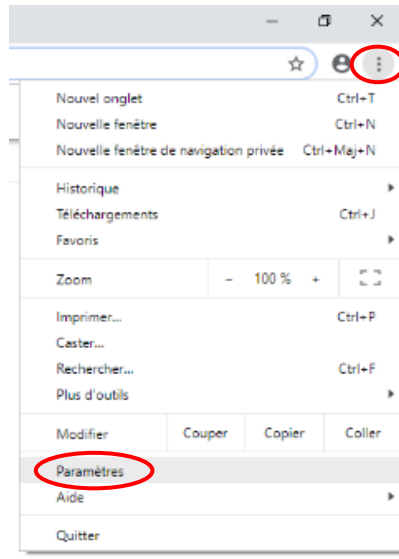 Nouvel onglet Ctrl+T
Nouvelle fenêtre Ctrl+N
Nouvelle fenêtre de navigation privée Ctrl+Maj+N
Historique
Téléchargements Ctrl+J
Favoris
Zoom - 100 % +
Imprimer... Ctrl+P
Caster...
Rechercher... Ctrl+F
Plus d'outils
Modifier Couper Copier Coller
Paramètres
Aide
Quitter